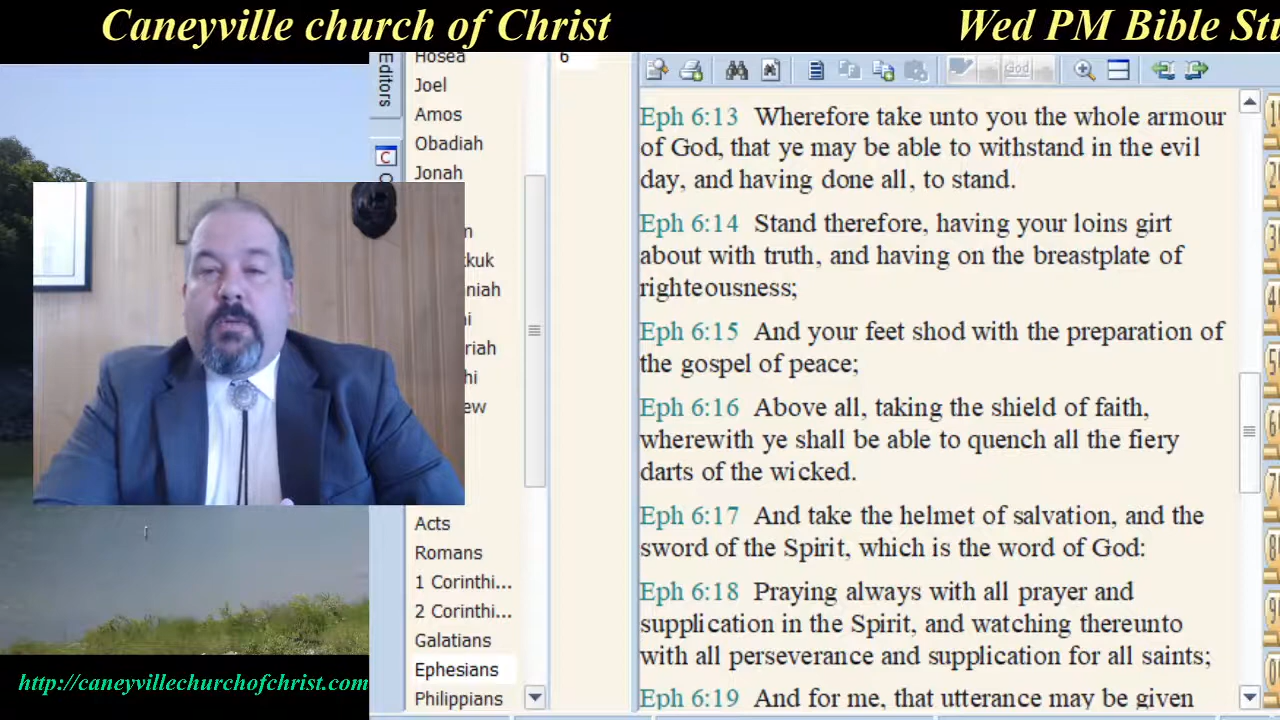 Caneyville church of Christ
Wed PM Bible Stu
Editors
Hosea
Joel
Amos
Obadiah
Jonah
6
Eph 6:13 Wherefore take unto you the whole armour
of God, that ye may be able to withstand in the evil
day, and having done all, to stand.
Eph 6:14 Stand therefore, having your loins girt
about with truth, and having on the breastplate of
righteousness;
Eph 6:15 And your feet shod with the preparation of
the gospel of peace;
Eph 6:16 Above all, taking the shield of faith,
wherewith ye shall be able to quench all the fiery
darts of the wicked.
Eph 6:17 And take the helmet of salvation, and the
sword of the Spirit, which is the word of God:
Eph 6:18 Praying always with all prayer and
supplication in the Spirit, and watching thereunto
with all perseverance and supplication for all saints;
Eph 6:19 And for me, that utterance may be given
kkuk
niah
riah
hi
ew
Acts
Romans
1 Corinthi...
2 Corinthi...
Galatians
Ephesians
Philippians
God
http://caneyvillechurchofchrist.com